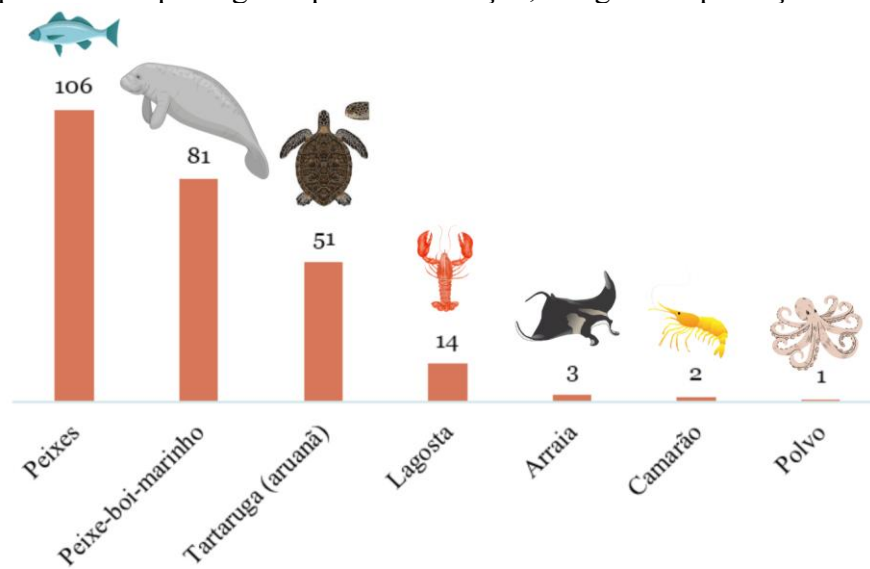 106
81
51
14
3
2
1
Peixes
Peixe-boi-marinho
Tartaruga (aruanã)
Lagosta
Arraia
Camarão
Polvo